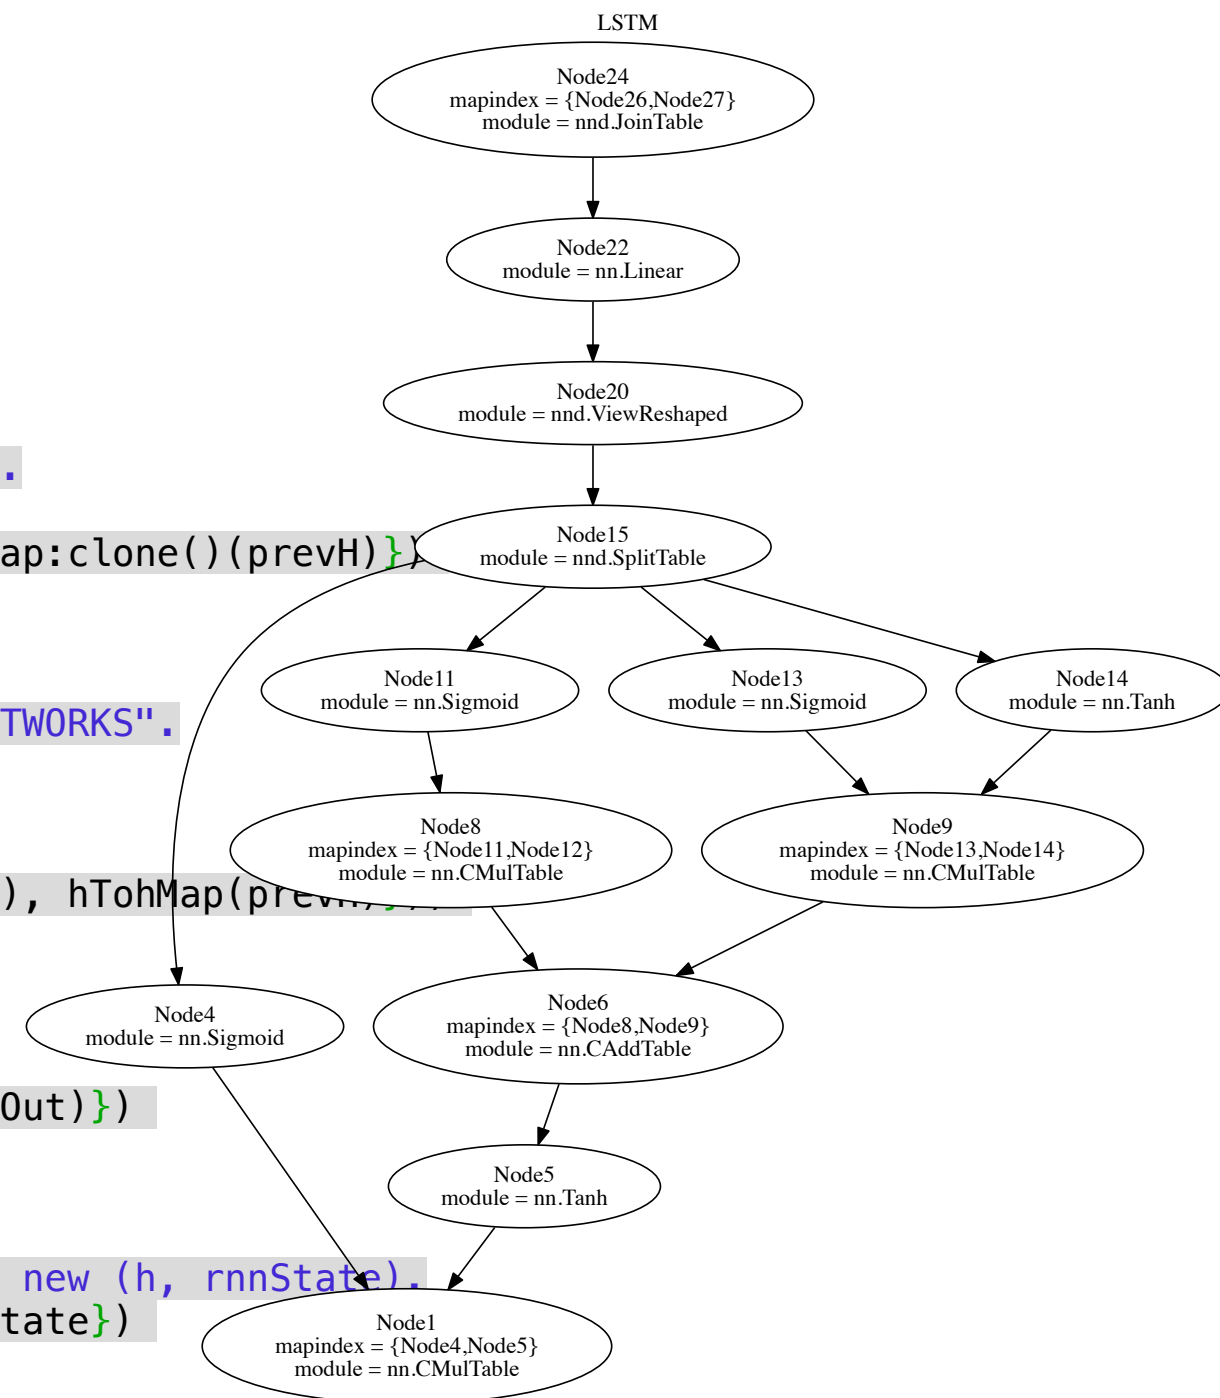 LSTM
Node24
mapindex = {Node26,Node27}
module = nnd.JoinTable
Node22
module = nn.Linear
Node20
module = nnd.ViewReshaped
.
Node15
module = nnd.SplitTable
ap:clone()(prevH)})
Node11
module = nn.Sigmoid
Node13
module = nn.Sigmoid
Node14
module = nn.Tanh
TWORKS".
Node8
mapindex = {Node11,Node12}
module = nn.CMulTable
Node9
mapindex = {Node13,Node14}
module = nn.CMulTable
), hTohMap(prevH)
Node4
module = nn.Sigmoid
Node6
mapindex = {Node8,Node9}
module = nn.CAddTable
Out)})
Node5
module = nn.Tanh
new (h, rnnState).
tate})
Node1
mapindex = {Node4,Node5}
module = nn.CMulTable